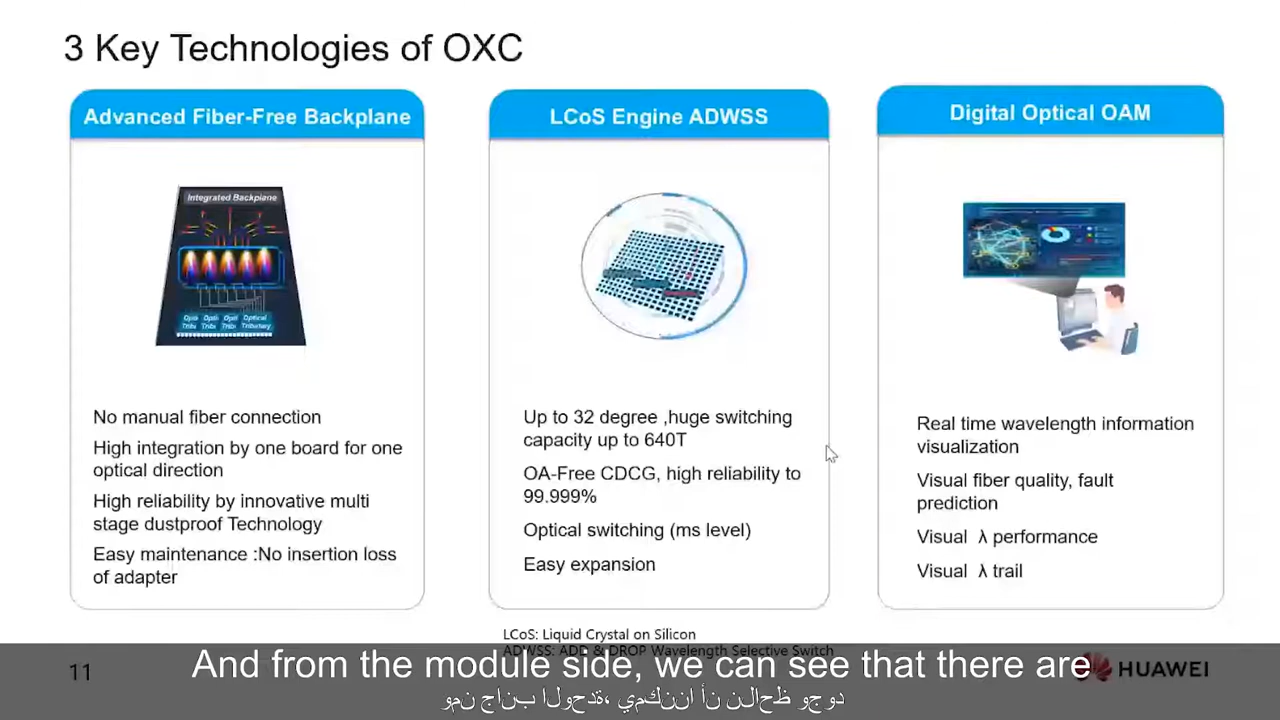 3 Key Technologies of OXC
Advanced Fiber-Free Backplane
Integrated Backplane
Optical
Tributary
No manual fiber connection
High integration by one board for one
optical direction
High reliability by innovative multi
stage dustproof Technology
Easy maintenance :No insertion loss
of adapter
LCoS Engine ADWSS
Up to 32 degree ,huge switching
capacity up to 640T
OA-Free CDCG, high reliability to
99.999%
Optical switching (ms level)
Easy expansion
Digital Optical OAM
Real time wavelength information
visualization
Visual fiber quality, fault
prediction
Visual λ performance
Visual λ trail
LCoS: Liquid Crystal on Silicon
ADWSS: ADD & DROP Wavelength Selective Switch
11
And from the module side, we can see that there are
HUAWEI
ومن جانب الوحدة، يمكننا أن نلاحظ وجود